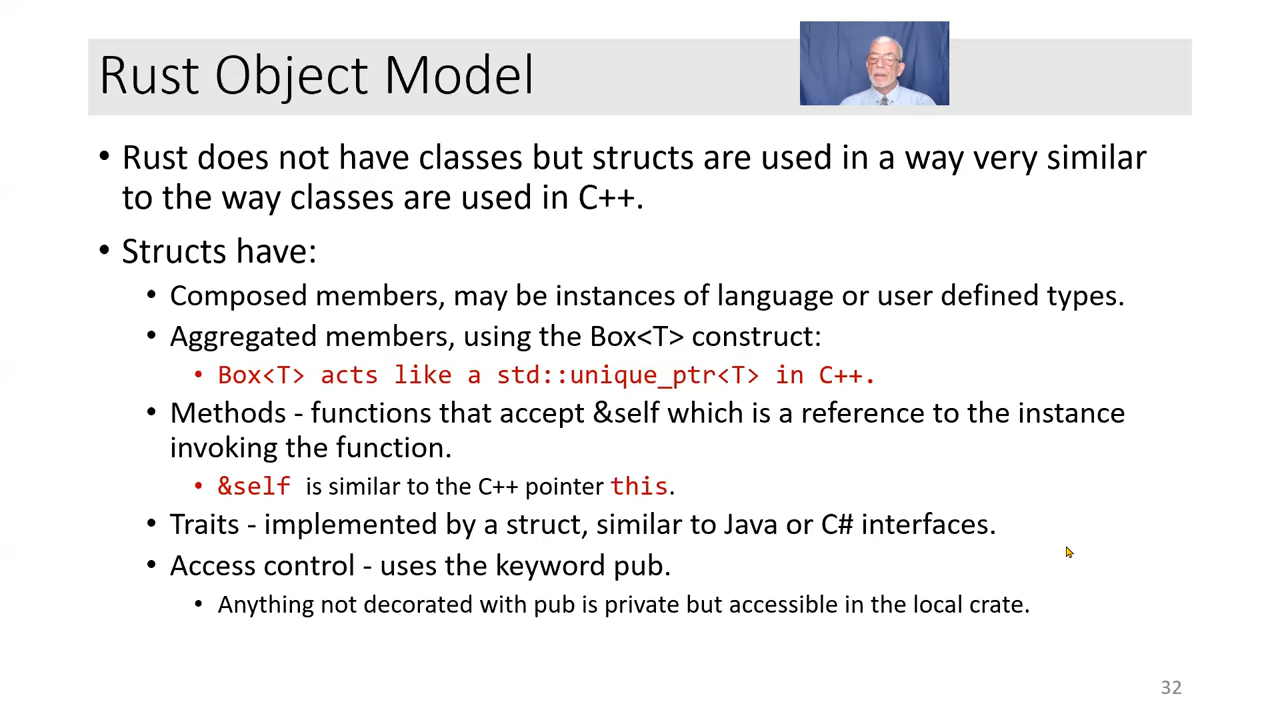 Rust Object Model
• Rust does not have classes but structs are used in a way very similar
to the way classes are used in C++.
• Structs have:
• Composed members, may be instances of language or user defined types.
• Aggregated members, using the Box<T> construct:
• Box<T> acts like a std::unique_ptr<T> in C++.
• Methods - functions that accept &self which is a reference to the instance
invoking the function.
• &self is similar to the C++ pointer this.
• Traits - implemented by a struct, similar to Java or C# interfaces.
• Access control - uses the keyword pub.
• Anything not decorated with pub is private but accessible in the local crate.
32